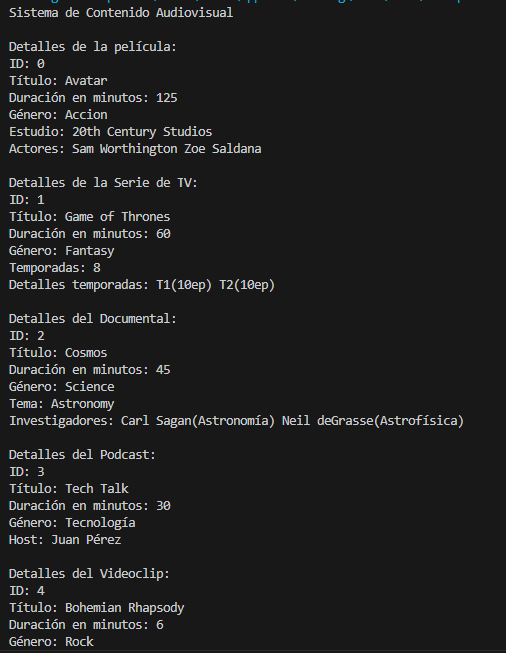 Sistema de Contenido Audiovisual
Detalles de la película:
ID: 0
Título: Avatar
Duración en minutos: 125
Género: Accion
Estudio: 20th Century Studios
Actores: Sam Worthington Zoe Saldana
Detalles de la Serie de TV:
ID: 1
Título: Game of Thrones
Duración en minutos: 60
Género: Fantasy
Temporadas: 8
Detalles temporadas: T1(10ep) T2(10ep)
Detalles del Documental:
ID: 2
Título: Cosmos
Duración en minutos: 45
Género: Science
Tema: Astronomy
Investigadores: Carl Sagan(Astronomía) Neil deGrasse(Astrofísica)
Detalles del Podcast:
ID: 3
Título: Tech Talk
Duración en minutos: 30
Género: Tecnología
Host: Juan Pérez
Detalles del Videoclip:
ID: 4
Título: Bohemian Rhapsody
Duración en minutos: 6
Género: Rock